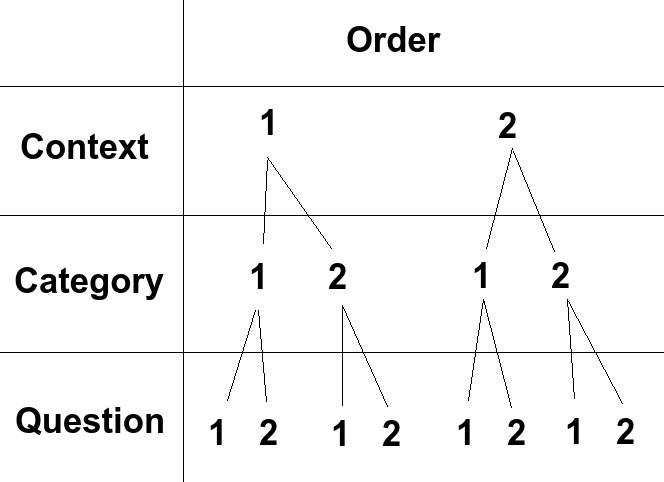 Order
Context 1 2
Category 1 2 1 2
Question 1 2 1 2 1 2 1 2